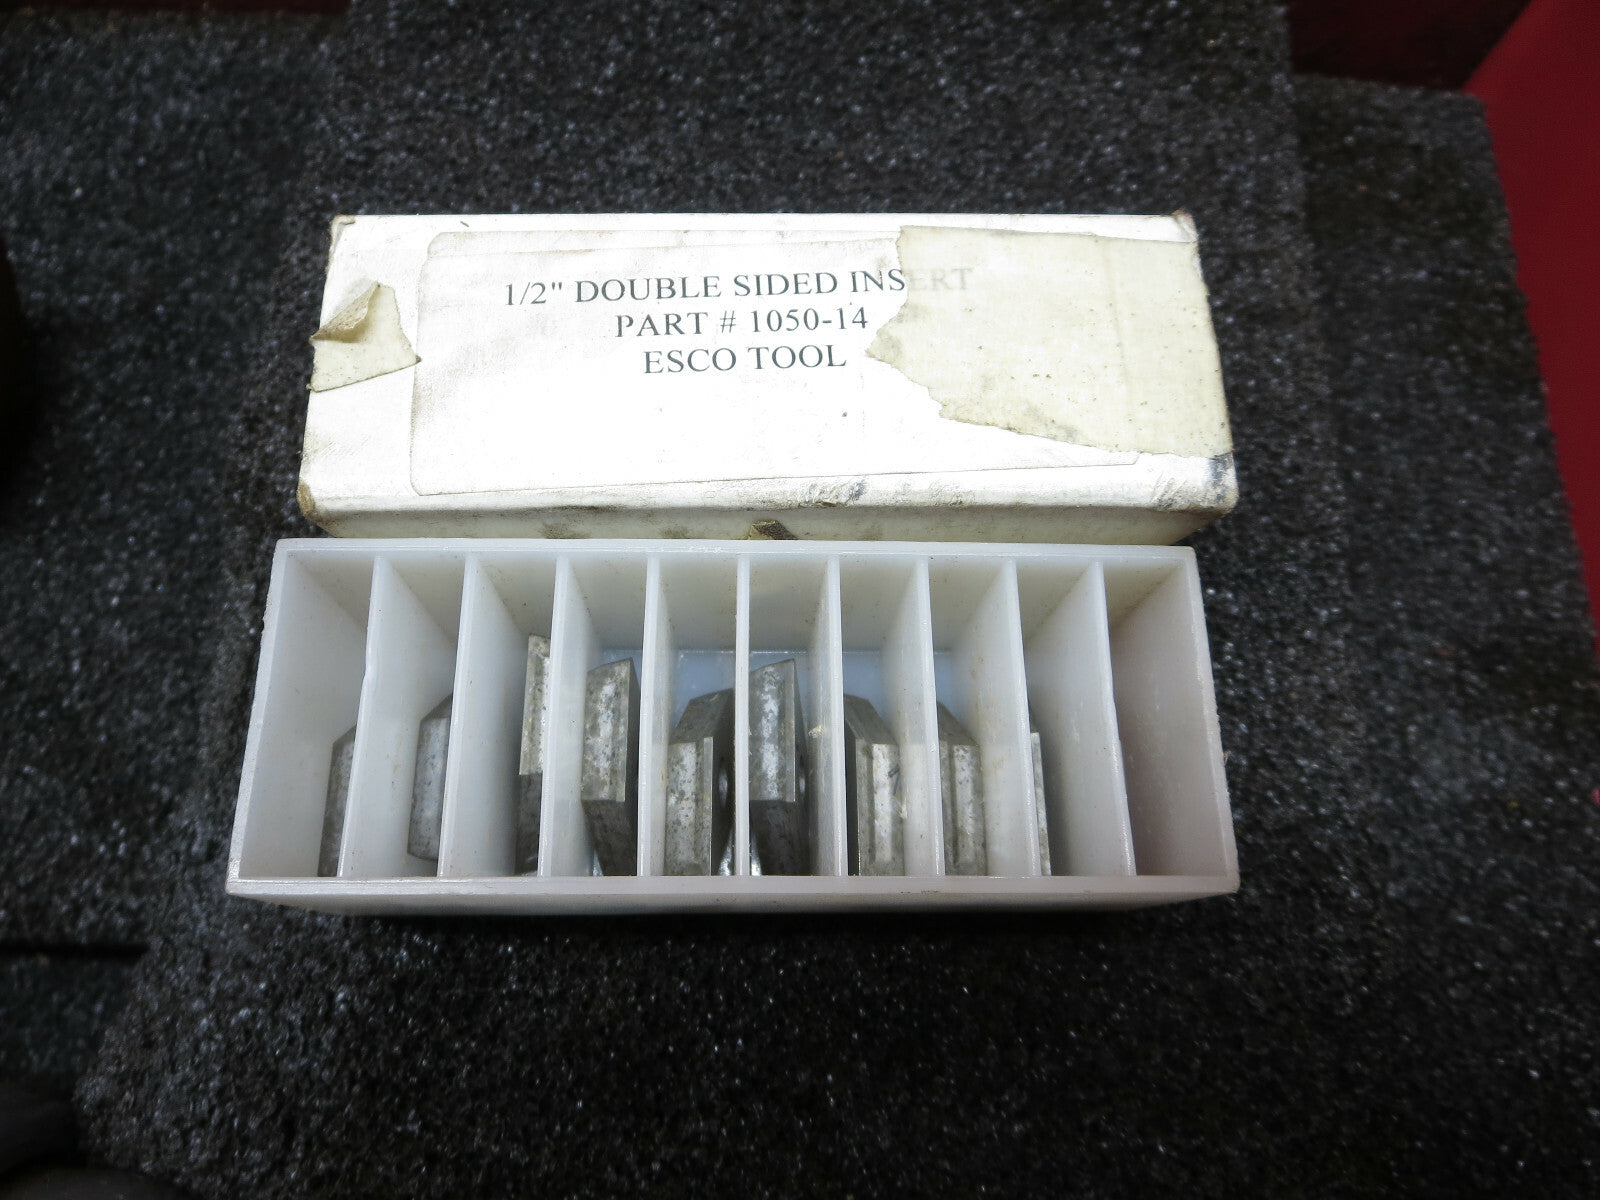 1/2" DOUBLE SIDED INSERT
PART # 1050-14
ESCO TOOL